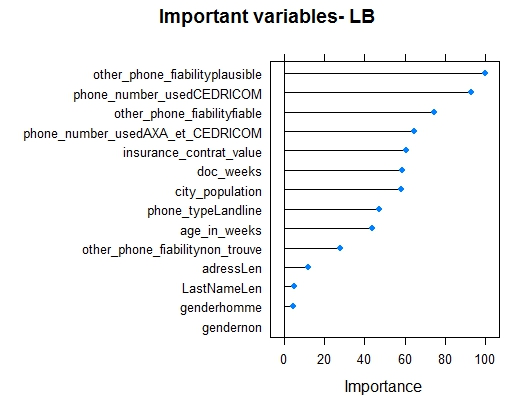 Important variables- LB
other_phone_fiabilityplausible
phone_number_usedCEDRICOM
other_phone_fiabilityfiable
phone_number_usedAXA_et_CEDRICOM
insurance_contrat_value
doc_weeks
city_population
phone_typeLandline
age_in_weeks
other_phone_fiabilitynon_trouve
adressLen
LastNameLen
genderhomme
gendernon
0 20 40 60 80 100
Importance